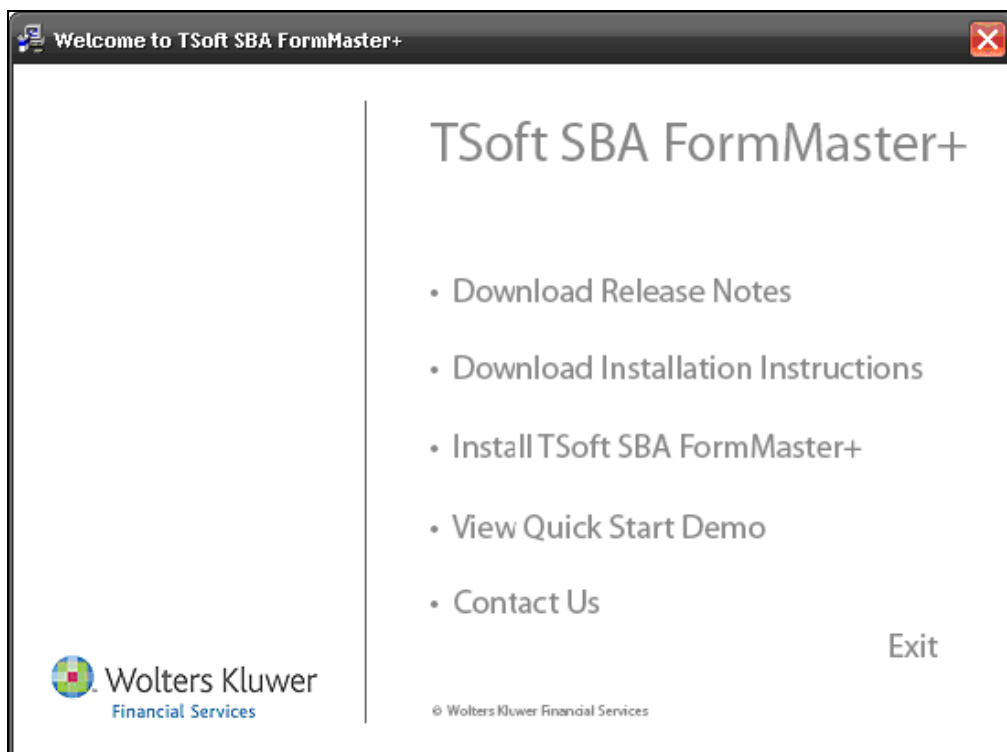 Welcome to TSoft SBA FormMaster+
TSoft SBA FormMaster+
• Download Release Notes
• Download Installation Instructions
• Install TSoft SBA FormMaster+
• View Quick Start Demo
• Contact Us
Exit
Wolters Kluwer
Financial Services
© Wolters Kluwer Financial Services